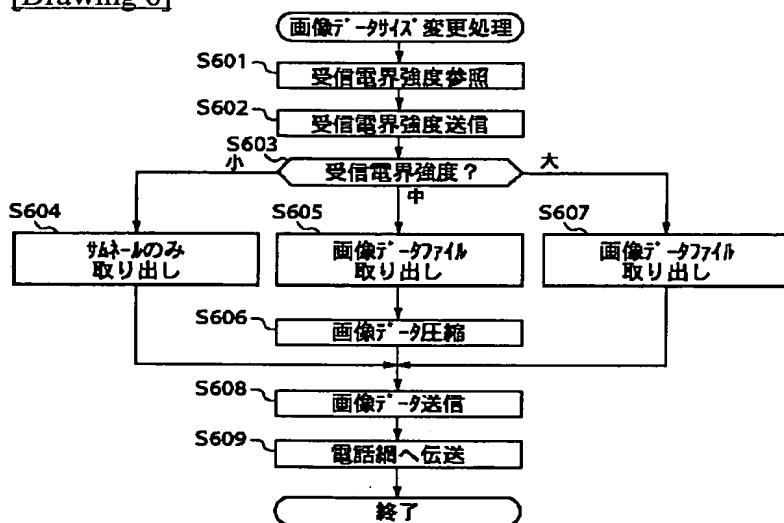 [Drawing 6]
画像ﾃﾞｰﾀｻｲｽﾞ変更処理
S601
受信電界強度参照
S602
受信電界強度送信
S603
受信電界強度？
小
中
大
S604
ｻﾑﾈｰﾙのみ
取り出し
S605
画像ﾃﾞｰﾀﾌｧｲﾙ
取り出し
S607
画像ﾃﾞｰﾀﾌｧｲﾙ
取り出し
S606
画像ﾃﾞｰﾀ圧縮
S608
画像ﾃﾞｰﾀ送信
S609
電話網へ伝送
終了